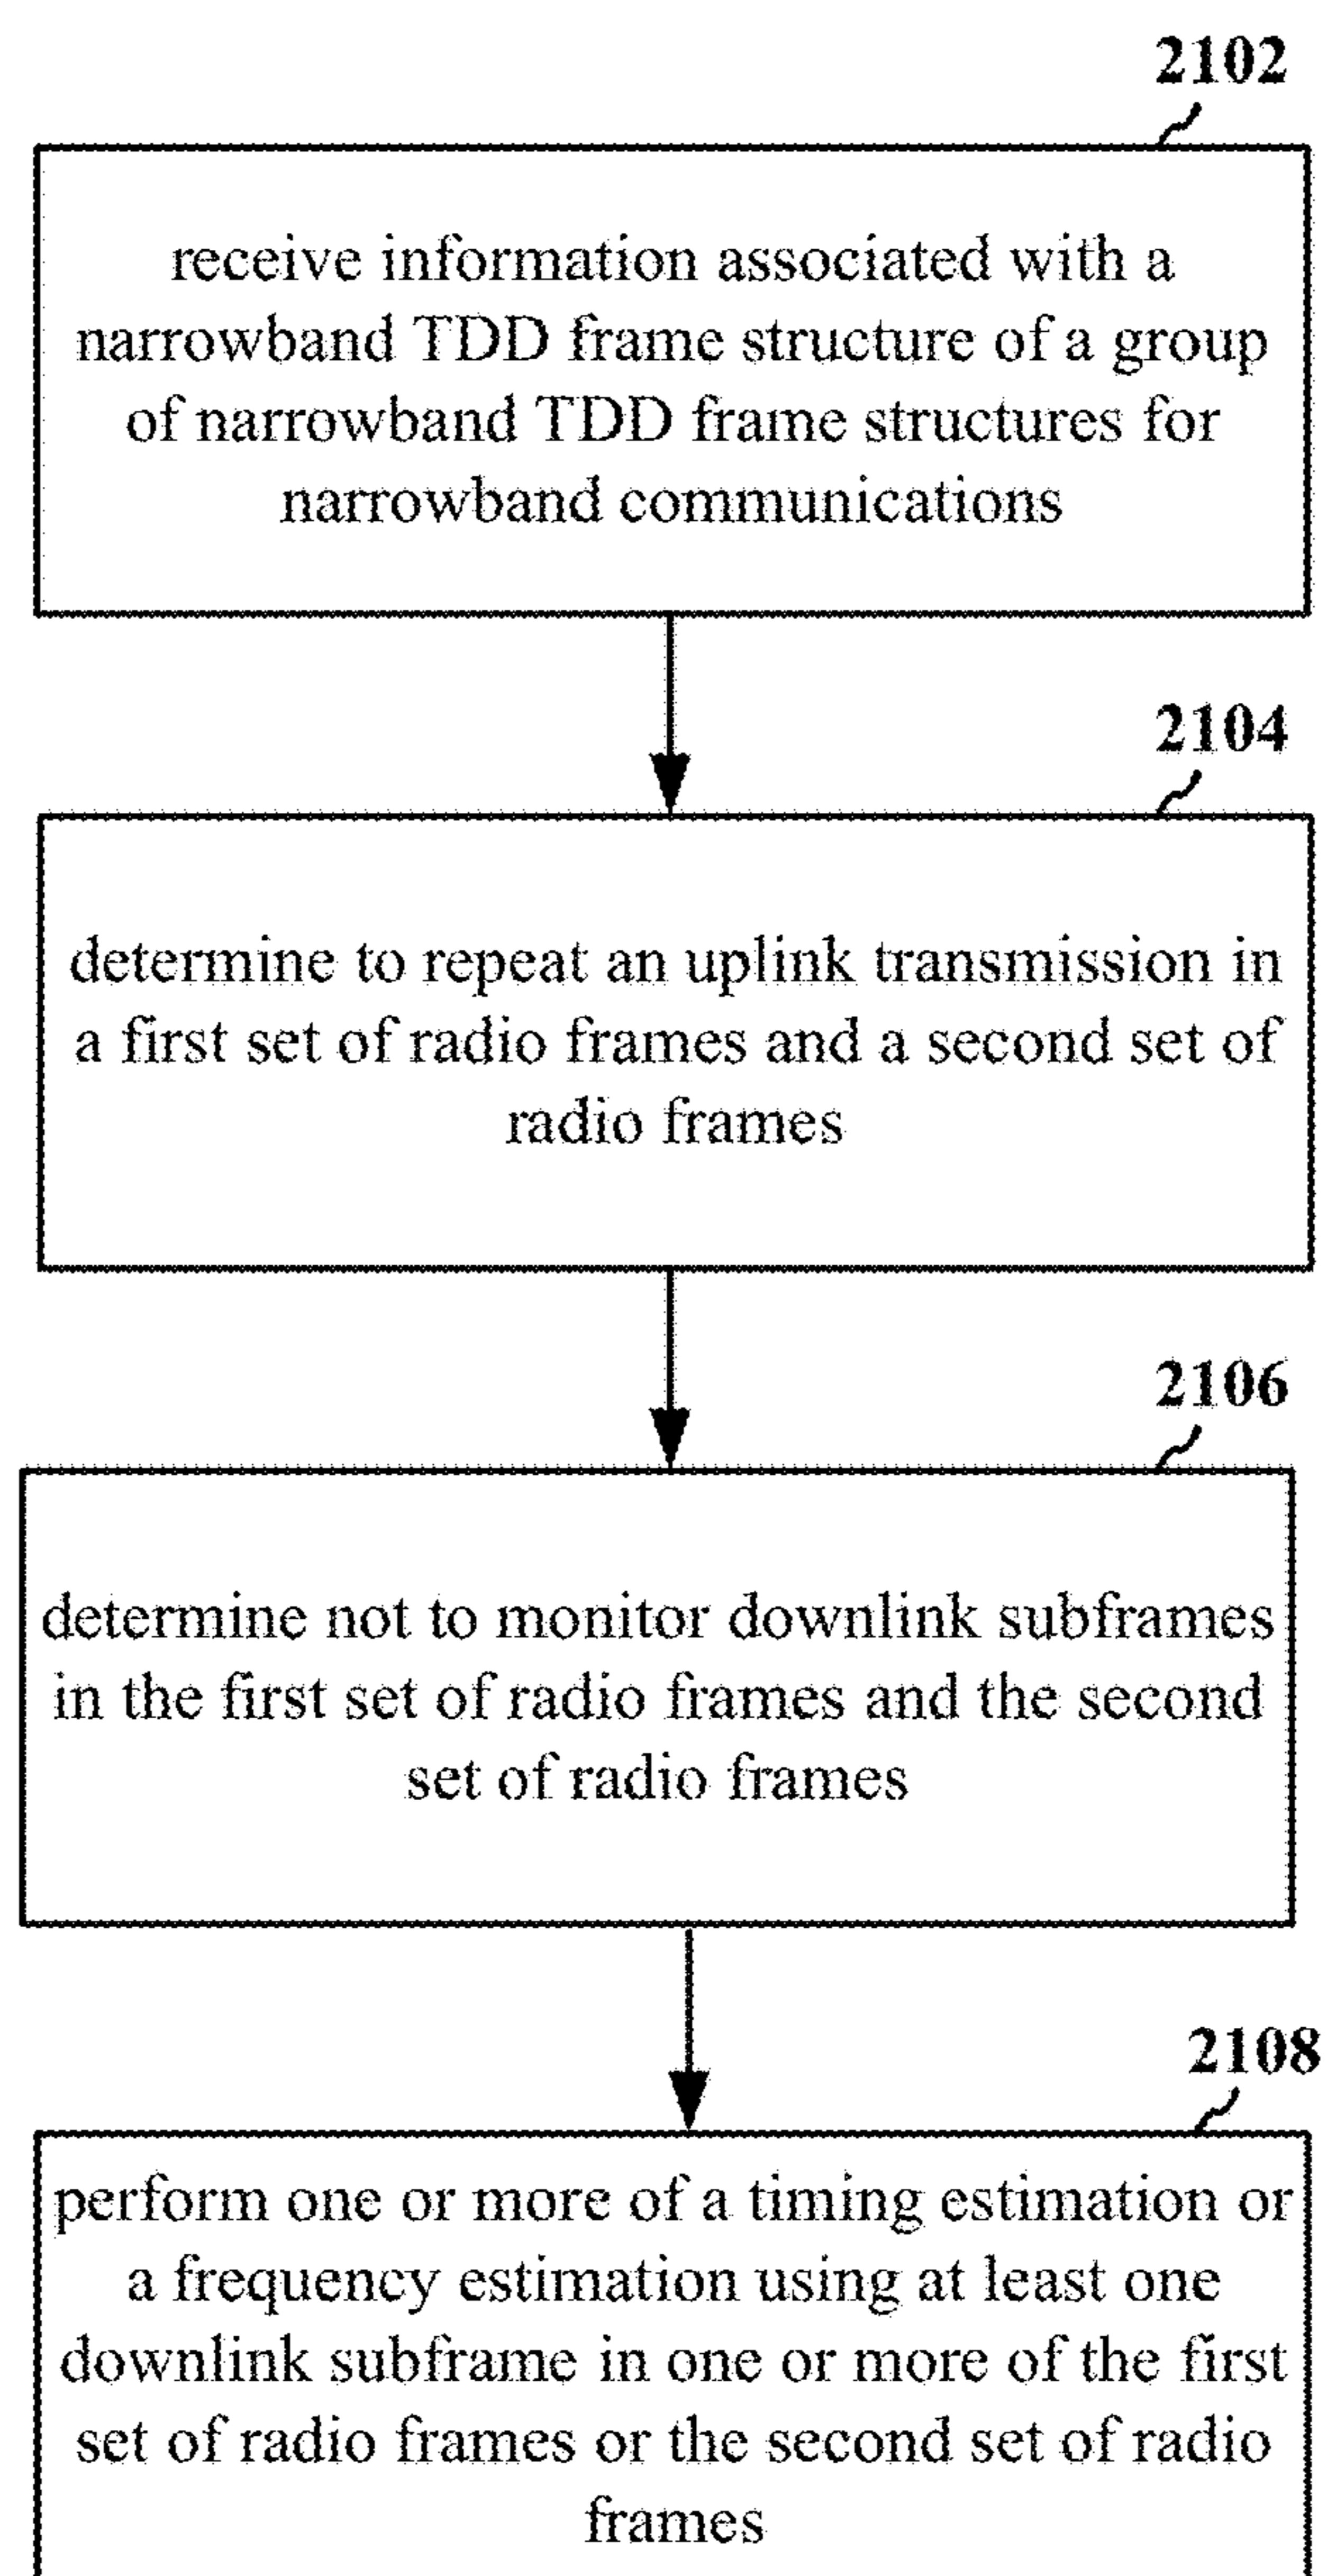 2102
receive information associated with a
narrowband TDD frame structure of a group
of narrowband TDD frame structures for
narrowband communications
2104
determine to repeat an uplink transmission in
a first set of radio frames and a second set of
radio frames
2106
determine not to monitor downlink subframes
in the first set of radio frames and the second
set of radio frames
2108
perform one or more of a timing estimation or
a frequency estimation using at least one
downlink subframe in one or more of the first
set of radio frames or the second set of radio
frames